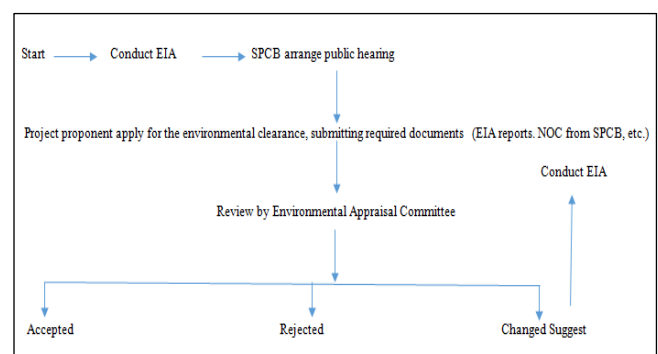 Start Conduct EIA SPCB arrange public hearing
Project proponent apply for the environmental clearance, submitting required documents (EIA reports. NOC from SPCB, etc.)
Conduct EIA
Review by Environmental Appraisal Committee
Accepted Rejected Changed Suggest